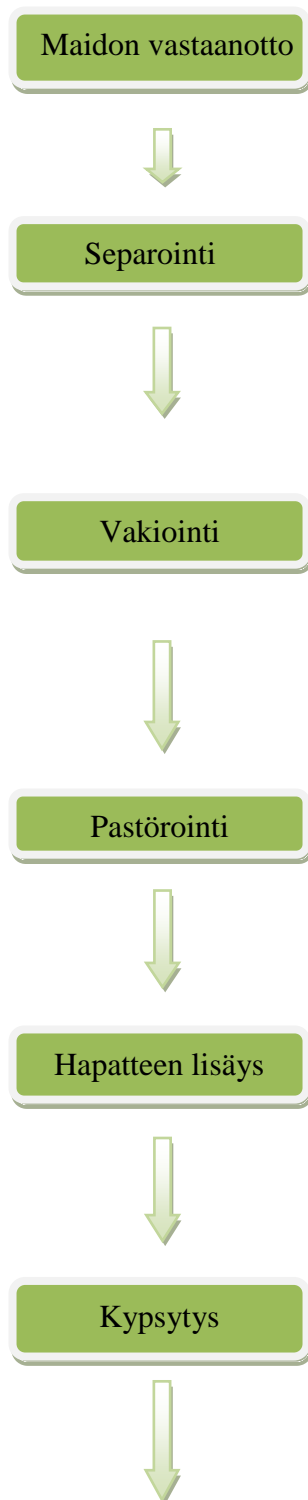 Maidon vastaanotto
Separointi
Vakiointi
Pastörointi
Hapatteen lisäys
Kypsytys